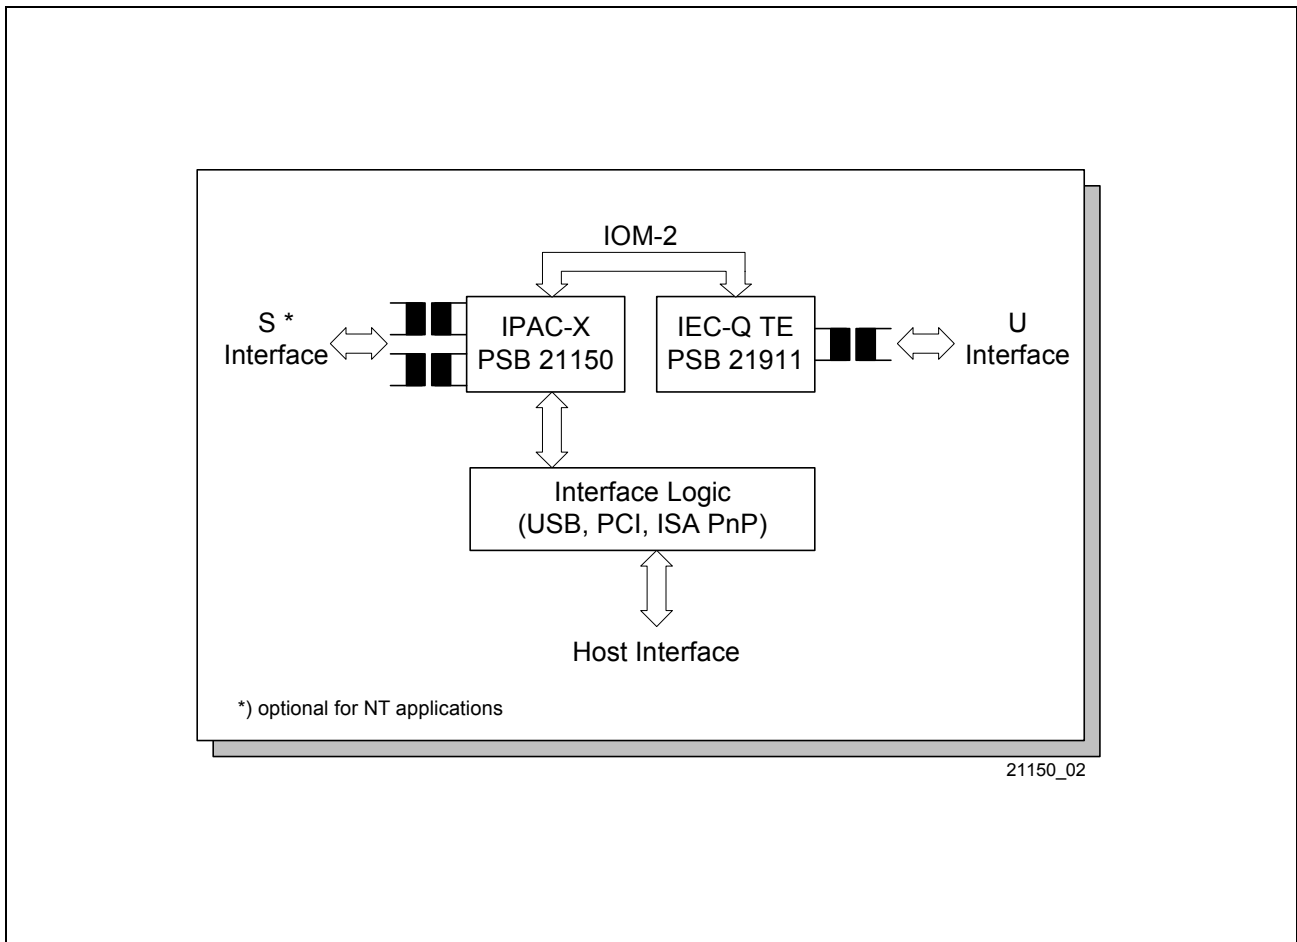 IOM-2
S *
Interface
IPAC-X
PSB 21150
IEC-Q TE
PSB 21911
U
Interface
Interface Logic
(USB, PCI, ISA PnP)
Host Interface
*) optional for NT applications
21150_02